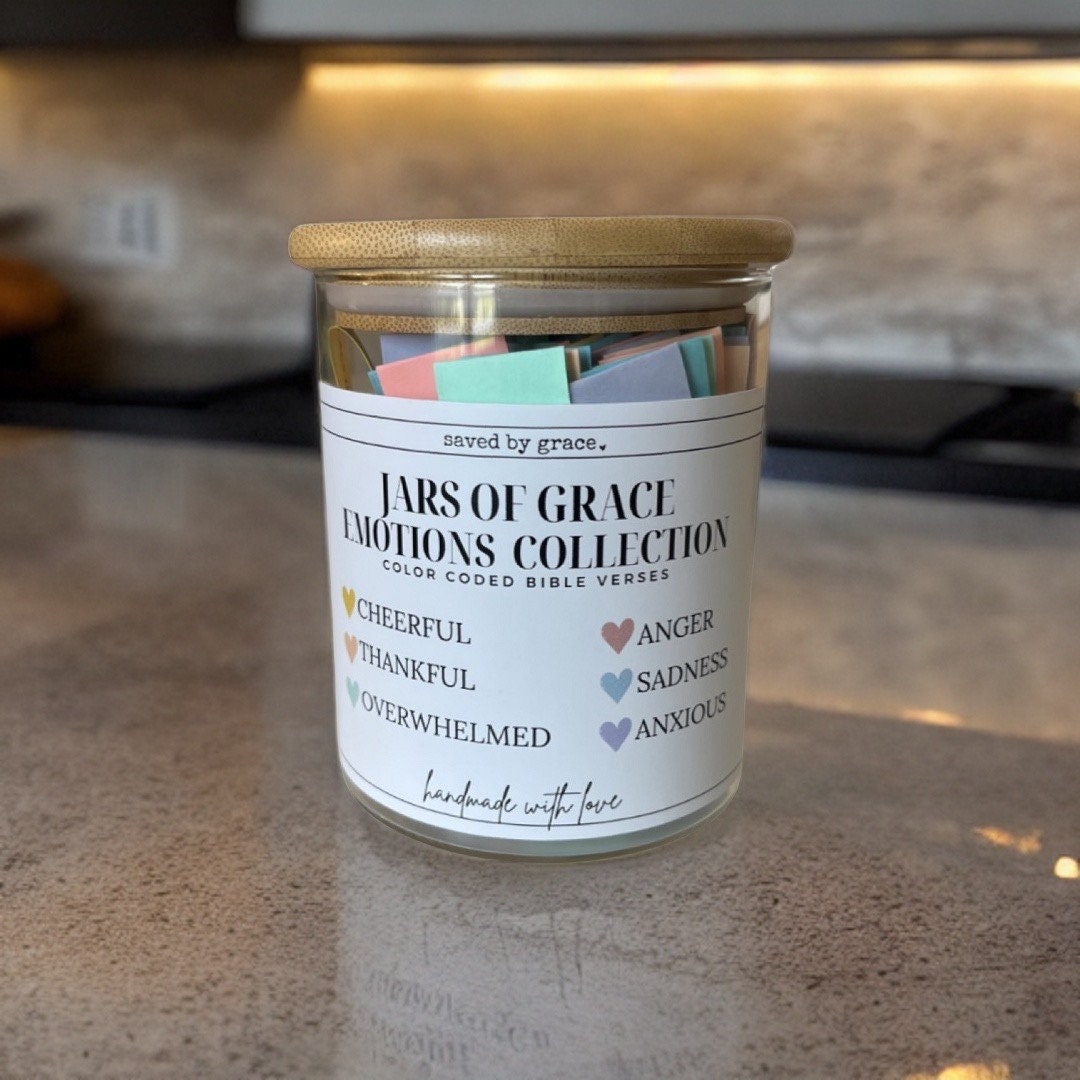 saved by grace
JARS OF GRACE
EMOTIONS COLLECTION
COLOR CODED BIBLE VERSES
CHEERFUL
THANKFUL
OVERWHELMED
ANGER
SADNESS
ANXIOUS
handmade with love